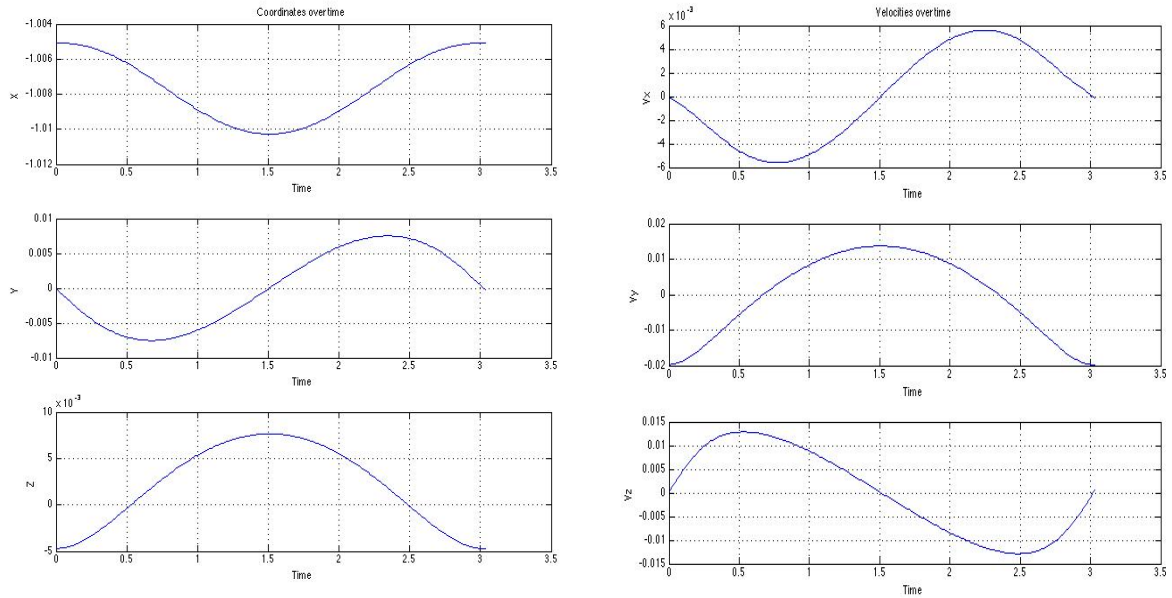 Coordinates overtime
-1.004
-1.006
-1.008
-1.01
-1.012
X
0 0.5 1 1.5 2 2.5 3 3.5
Time
0.01
0.005
0
-0.005
-0.01
Y
0 0.5 1 1.5 2 2.5 3 3.5
Time
x 10⁻³
10
5
0
-5
Z
0 0.5 1 1.5 2 2.5 3 3.5
Time
Velocities overtime
x 10⁻³
6
4
2
0
-2
-4
-6
Vx
0 0.5 1 1.5 2 2.5 3 3.5
Time
0.02
0.01
0
-0.01
-0.02
Vy
0 0.5 1 1.5 2 2.5 3 3.5
Time
0.015
0.01
0.005
0
-0.005
-0.01
-0.015
Vz
0 0.5 1 1.5 2 2.5 3 3.5
Time